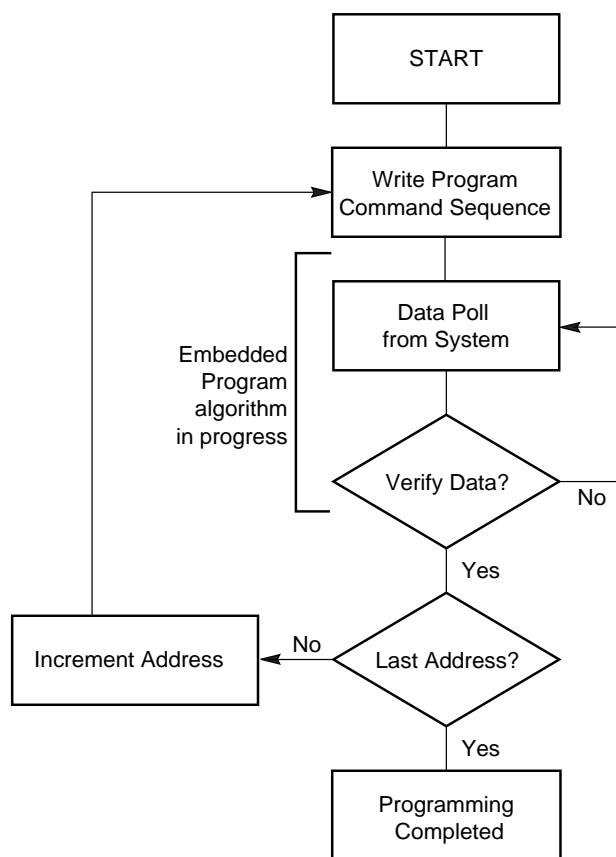 START
Write Program
Command Sequence
Data Poll
from System
Embedded
Program
algorithm
in progress
Verify Data?
No
Yes
No
Increment Address
Last Address?
Yes
Programming
Completed